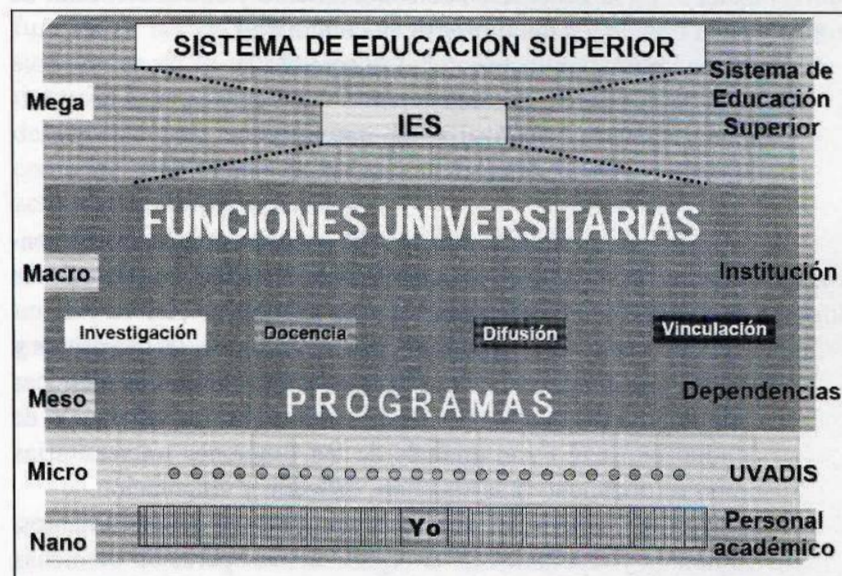 SISTEMA DE EDUCACIÓN SUPERIOR
Mega
IES
Sistema de
Educación
Superior
FUNCIONES UNIVERSITARIAS
Macro
Institución
Investigación
Docencia
Difusión
Vinculación
Meso
PROGRAMAS
Dependencias
Micro
UVADIS
Nano
Yo
Personal
académico